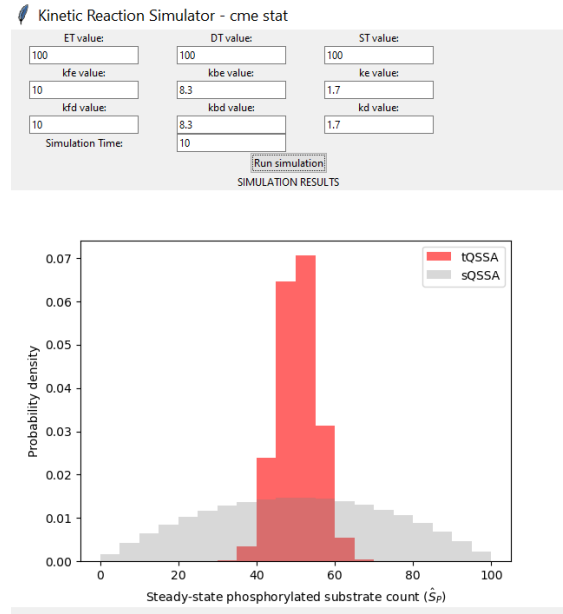 Kinetic Reaction Simulator - cme stat
ET value: DT value: ST value:
100 100 100
kfe value: kbe value: ke value:
10 8.3 1.7
kfd value: kbd value: kd value:
10 8.3 1.7
Simulation Time: 10
Run simulation
SIMULATION RESULTS
tQSSA
sQSSA
0.07
0.06
0.05
0.04
0.03
0.02
0.01
0.00
Probability density
0 20 40 60 80 100
Steady-state phosphorylated substrate count (Ŝ_P)